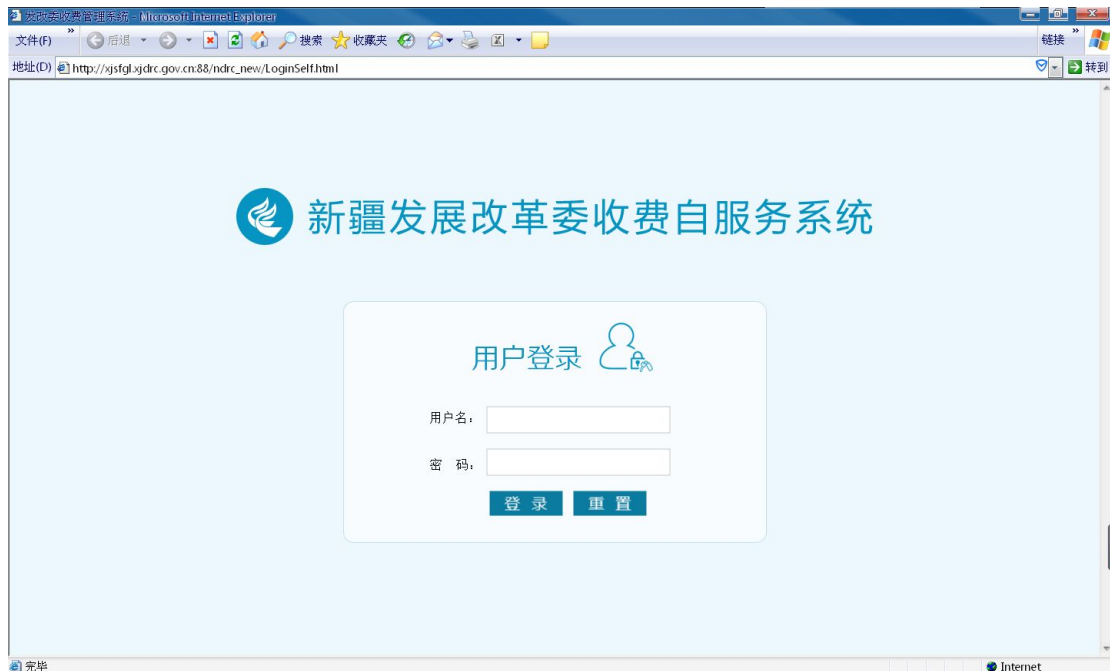 发改委收费管理系统 - Microsoft Internet Explorer
文件(F) » 后退 搜索 收藏夹 链接 »
地址(D) http://xjsfgl.xjdrc.gov.cn:88/ndrc_new/LoginSelf.html 转到
新疆发展改革委收费自服务系统
用户登录
用户名:
密 码:
登 录 重 置
完毕 Internet